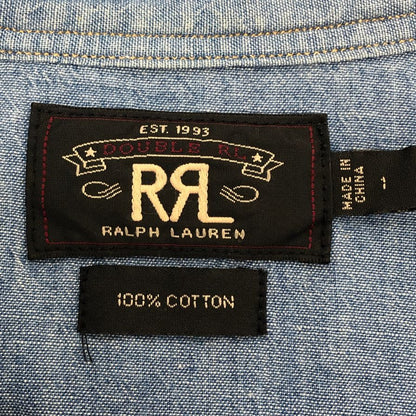 EST. 1993
DOUBLE RL
RRL
RALPH LAUREN
MADE IN
CHINA
100% COTTON